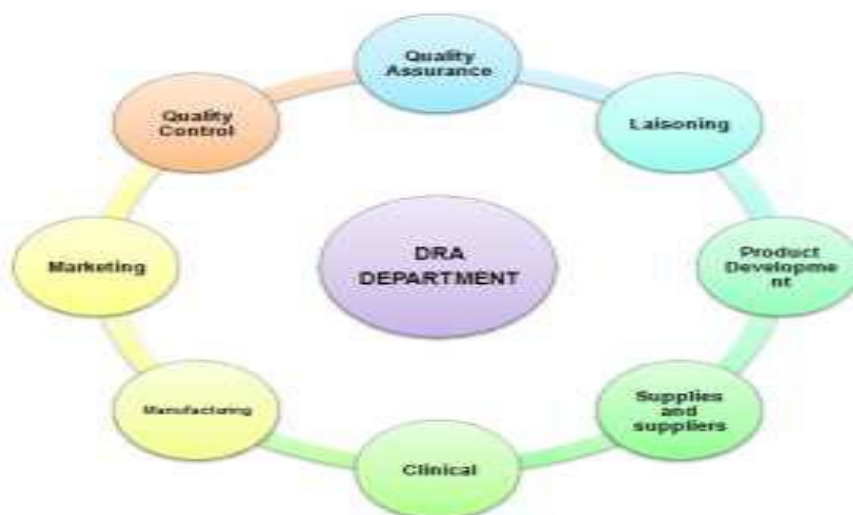 Quality
Assurance
Laisoning
Product
Developme
nt
Supplies
and
suppliers
Clinical
Manufacturing
Marketing
Quality
Control
DRA
DEPARTMENT